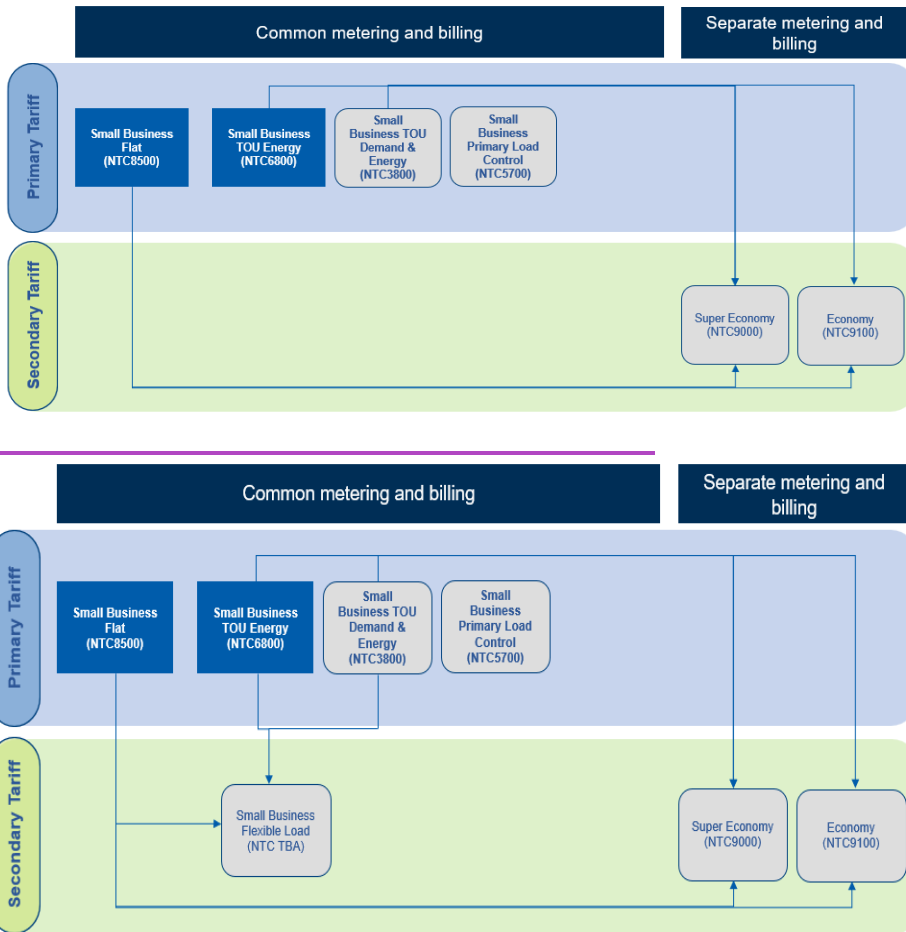 Common metering and billing
Separate metering and
billing
Primary Tariff
Small Business
Flat
(NTC8500)
Small Business
TOU Energy
(NTC6800)
Small
Business TOU
Demand &
Energy
(NTC3800)
Small
Business
Primary Load
Control
(NTC5700)
Secondary Tariff
Super Economy
(NTC9000)
Economy
(NTC9100)
Common metering and billing
Separate metering and
billing
Primary Tariff
Small Business
Flat
(NTC8500)
Small Business
TOU Energy
(NTC6800)
Small
Business TOU
Demand &
Energy
(NTC3800)
Small
Business
Primary Load
Control
(NTC5700)
Secondary Tariff
Small Business
Flexible Load
(NTC TBA)
Super Economy
(NTC9000)
Economy
(NTC9100)